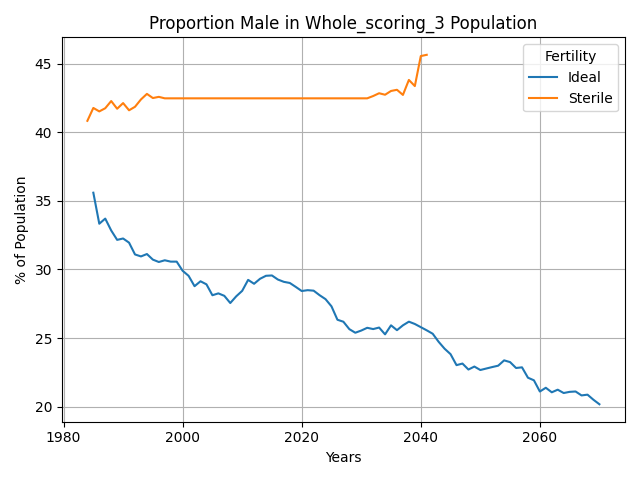 Proportion Male in Whole_scoring_3 Population
Fertility
Ideal
Sterile
% of Population
45
40
35
30
25
20
1980
2000
2020
2040
2060
Years